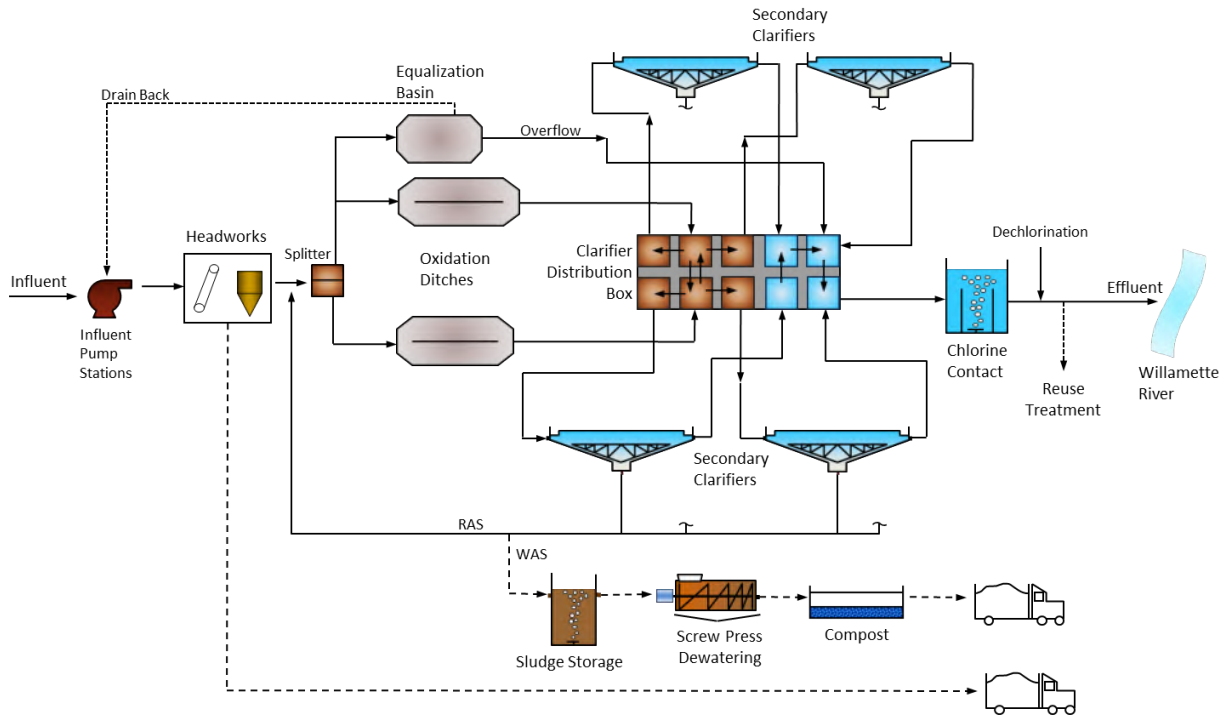 Secondary
Clarifiers
Equalization
Basin
Drain Back
Overflow
Headworks
Splitter
Clarifier
Distribution
Box
Oxidation
Ditches
Dechlorination
Influent
Effluent
Influent
Pump
Stations
Chlorine
Contact
Reuse
Treatment
Willamette
River
Secondary
Clarifiers
RAS
WAS
Sludge Storage
Screw Press
Dewatering
Compost